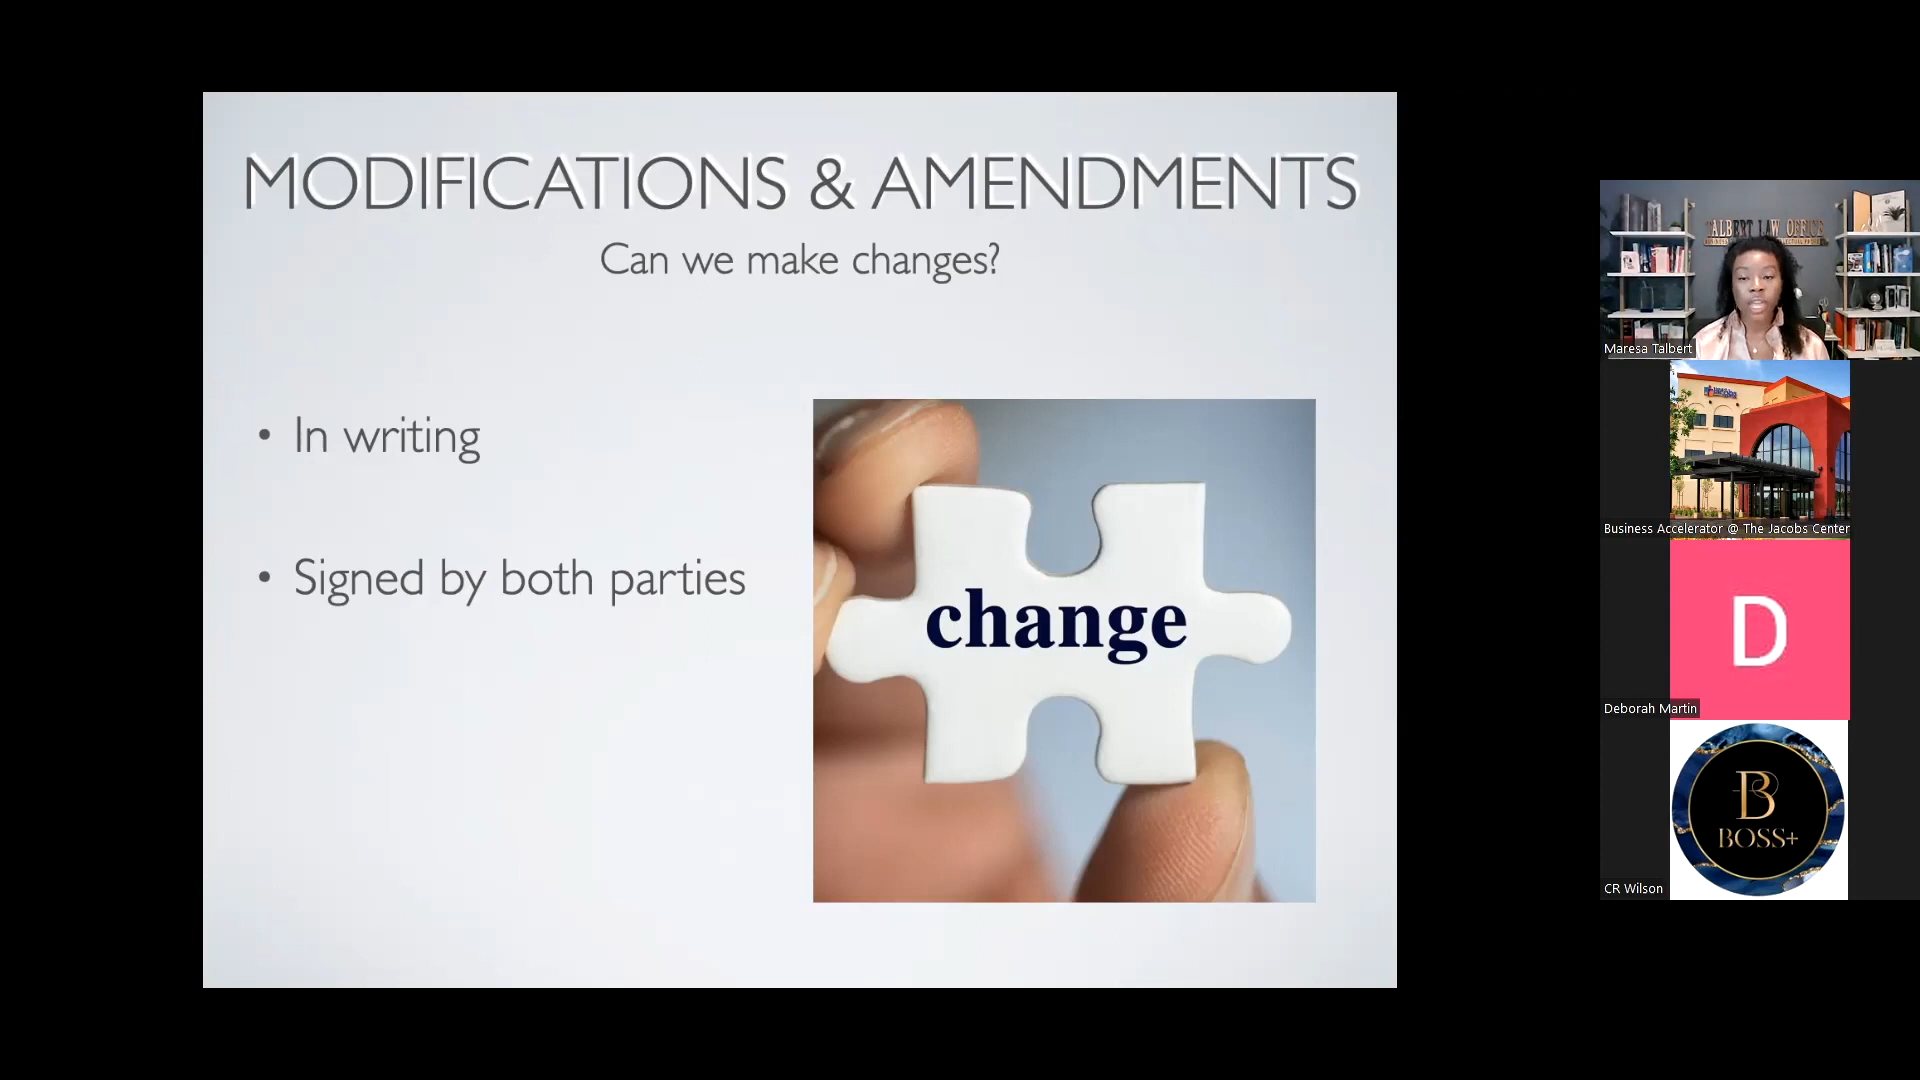 MODIFICATIONS & AMENDMENTS
Can we make changes?
• In writing
• Signed by both parties
change
TALBERT LAW OFFICE
Maresa Talbert
Business Accelerator @ The Jacobs Center
D
Deborah Martin
B
BOSS+
CR Wilson